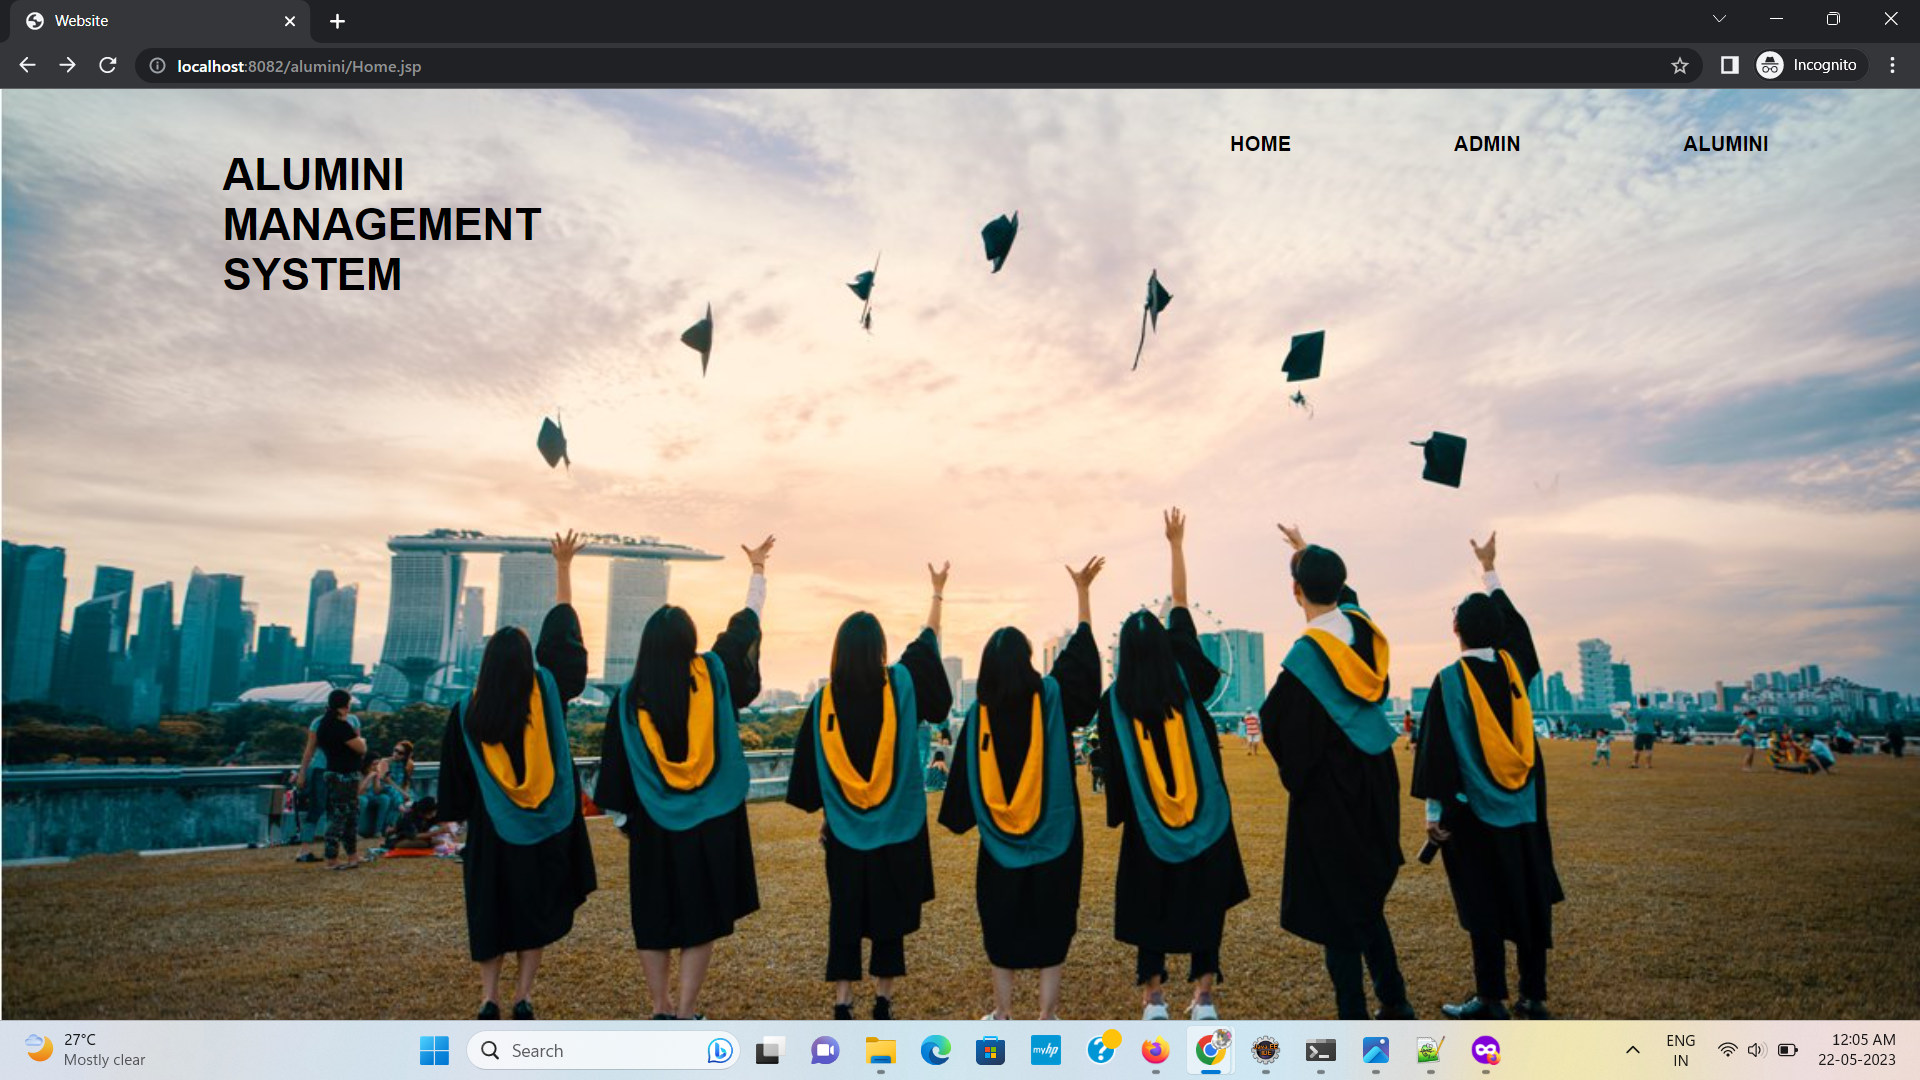 Website
localhost:8082/alumini/Home.jsp
Incognito
HOME ADMIN ALUMINI
ALUMINI
MANAGEMENT
SYSTEM
27°C
Mostly clear
Search
myhp
ENG
IN
12:05 AM
22-05-2023